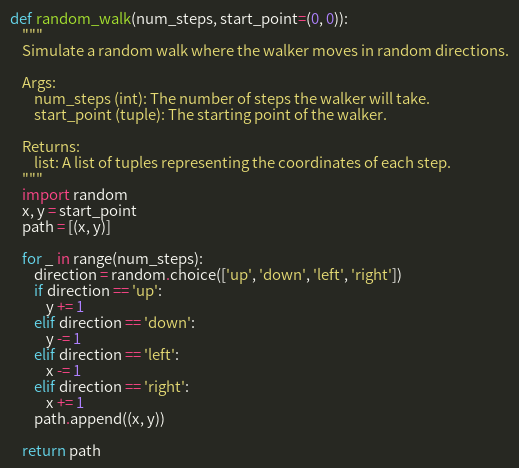 def random_walk(num_steps, start_point=(0, 0)):
    """
    Simulate a random walk where the walker moves in random directions.

    Args:
        num_steps (int): The number of steps the walker will take.
        start_point (tuple): The starting point of the walker.

    Returns:
        list: A list of tuples representing the coordinates of each step.
    """
    import random
    x, y = start_point
    path = [(x, y)]

    for _ in range(num_steps):
        direction = random.choice(['up', 'down', 'left', 'right'])
        if direction == 'up':
            y += 1
        elif direction == 'down':
            y -= 1
        elif direction == 'left':
            x -= 1
        elif direction == 'right':
            x += 1
        path.append((x, y))

    return path